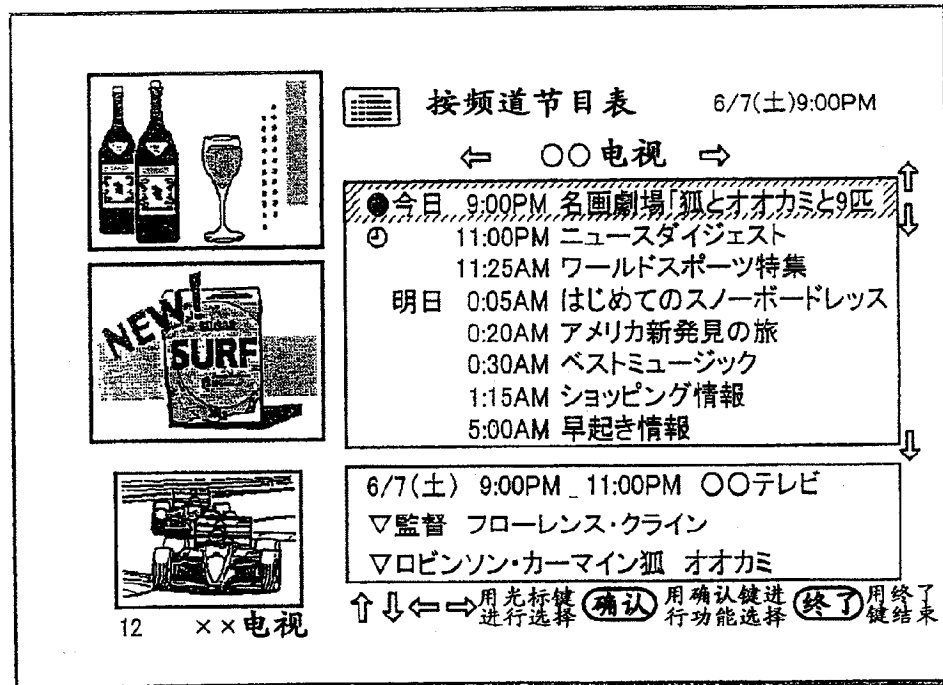 按频道节目表 6/7(土)9:00PM
⇦ ○○电视 ⇨
●今日 9:00PM 名画劇場「狐とオオカミと9匹
11:00PM ニュースダイジェスト
11:25AM ワールドスポーツ特集
明日 0:05AM はじめてのスノーボードレッス
0:20AM アメリカ新発見の旅
0:30AM ベストミュージック
1:15AM ショッピング情報
5:00AM 早起き情報
NEW!
SURF
6/7(土) 9:00PM _ 11:00PM ○○テレビ
▽監督 フローレンス・クライン
▽ロビンソン・カーマイン狐 オオカミ
12 ××电视
⇧⇩⇦⇨用光标键进行选择 确认 用确认键进行功能选择 终了 用终了键结束